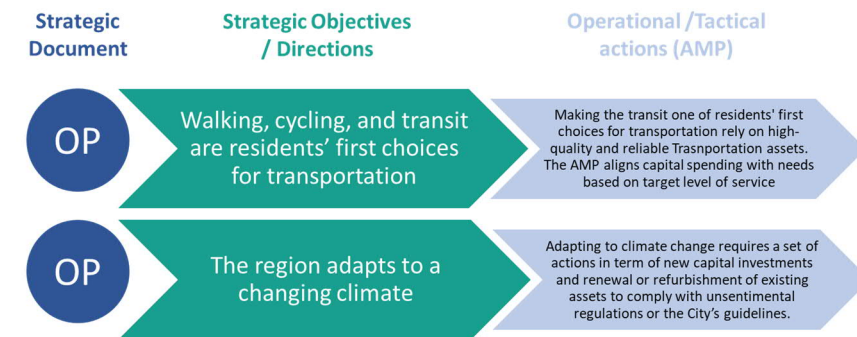 Strategic
Document
Strategic Objectives
/ Directions
Operational /Tactical
actions (AMP)
OP
Walking, cycling, and transit
are residents’ first choices
for transportation
Making the transit one of residents' first
choices for transportation rely on high-
quality and reliable Trasnportation assets.
The AMP aligns capital spending with needs
based on target level of service
OP
The region adapts to a
changing climate
Adapting to climate change requires a set of
actions in term of new capital investments
and renewal or refurbishment of existing
assets to comply with unsentimental
regulations or the City’s guidelines.